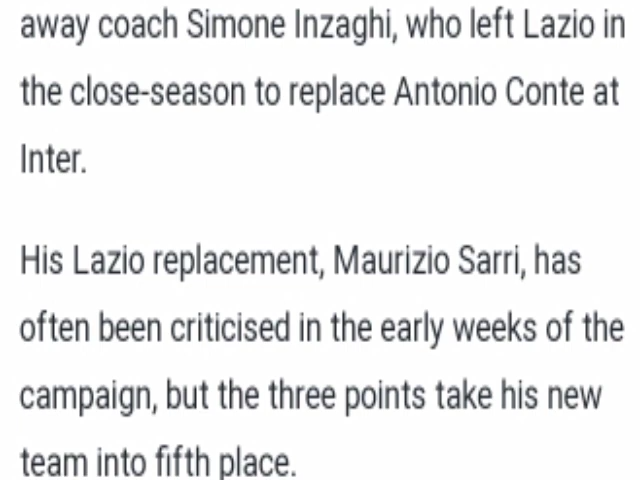 away coach Simone Inzaghi, who left Lazio in
the close-season to replace Antonio Conte at
Inter.
His Lazio replacement, Maurizio Sarri, has
often been criticised in the early weeks of the
campaign, but the three points take his new
team into fifth place.